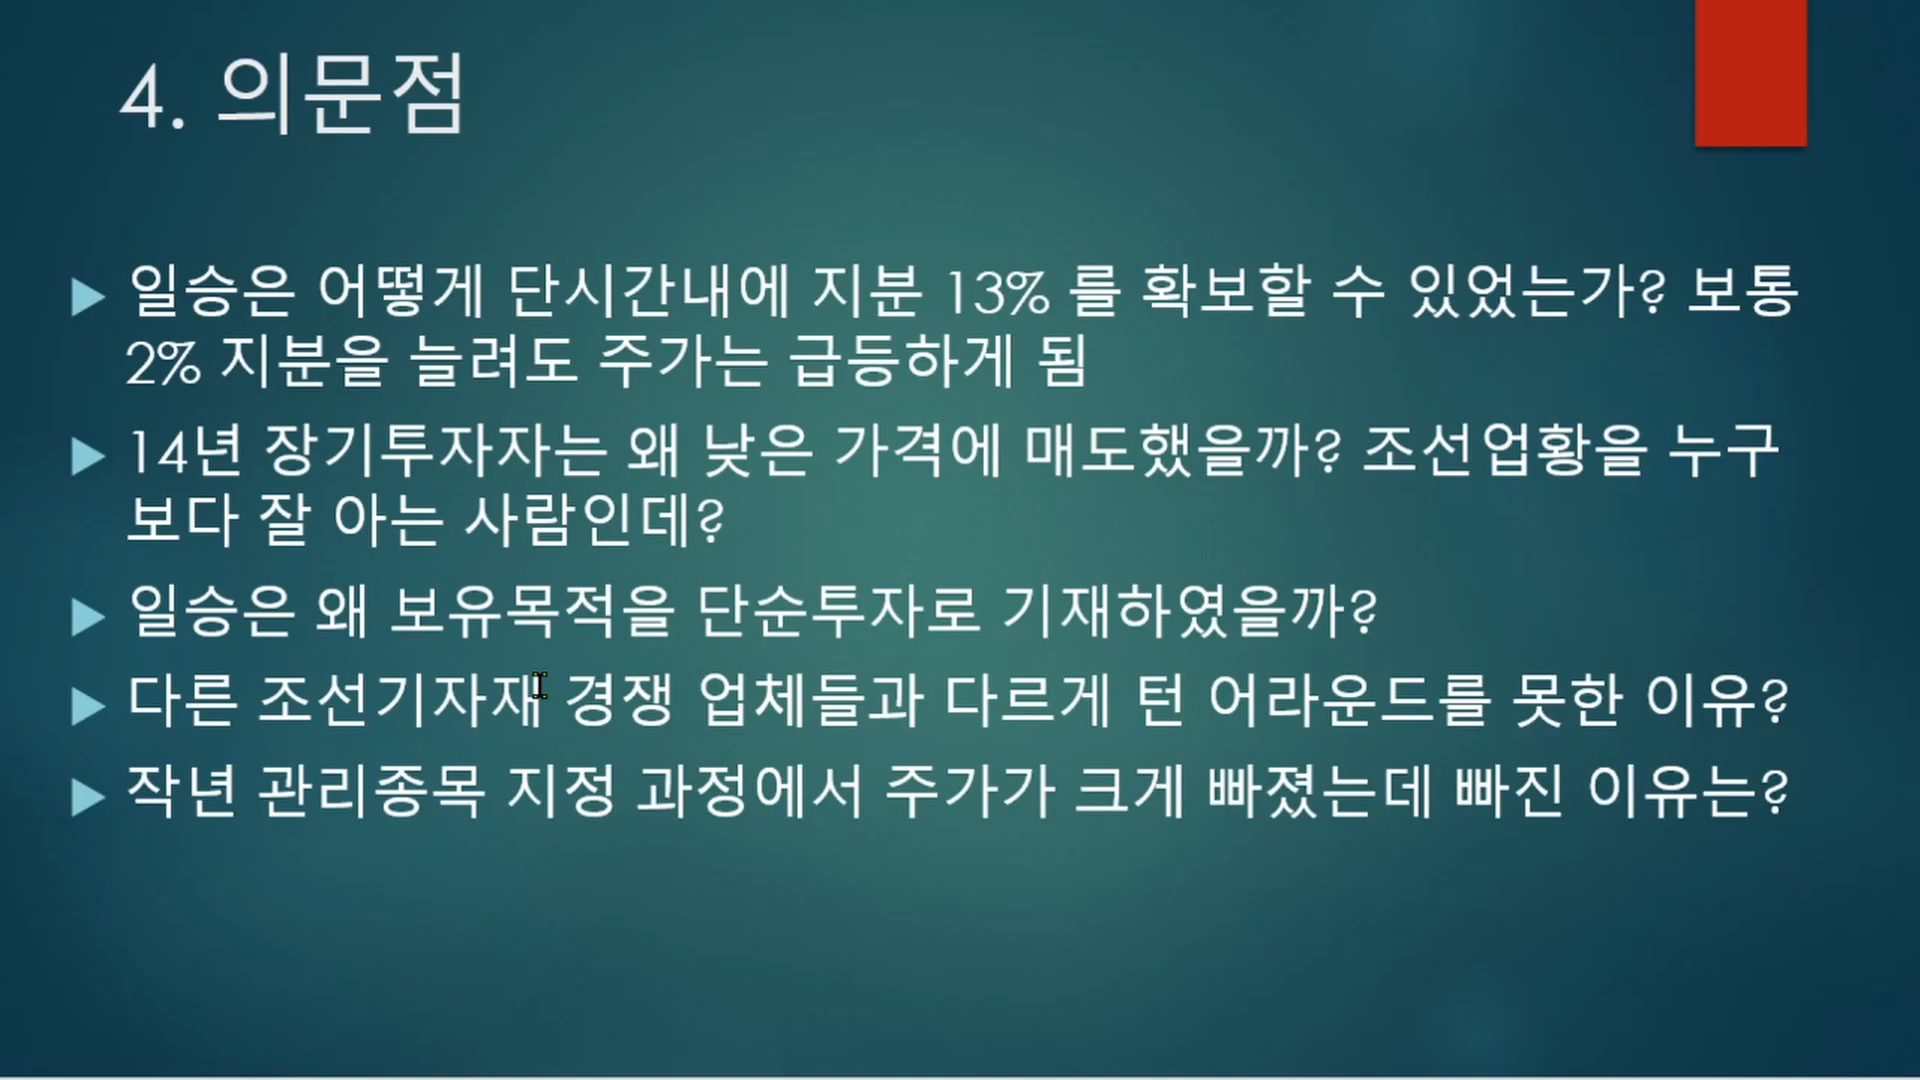 4. 의문점
일승은 어떻게 단시간내에 지분 13% 를 확보할 수 있었는가? 보통
2% 지분을 늘려도 주가는 급등하게 됨
14년 장기투자자는 왜 낮은 가격에 매도했을까? 조선업황을 누구
보다 잘 아는 사람인데?
일승은 왜 보유목적을 단순투자로 기재하였을까?
다른 조선기자재 경쟁 업체들과 다르게 턴 어라운드를 못한 이유?
작년 관리종목 지정 과정에서 주가가 크게 빠졌는데 빠진 이유는?